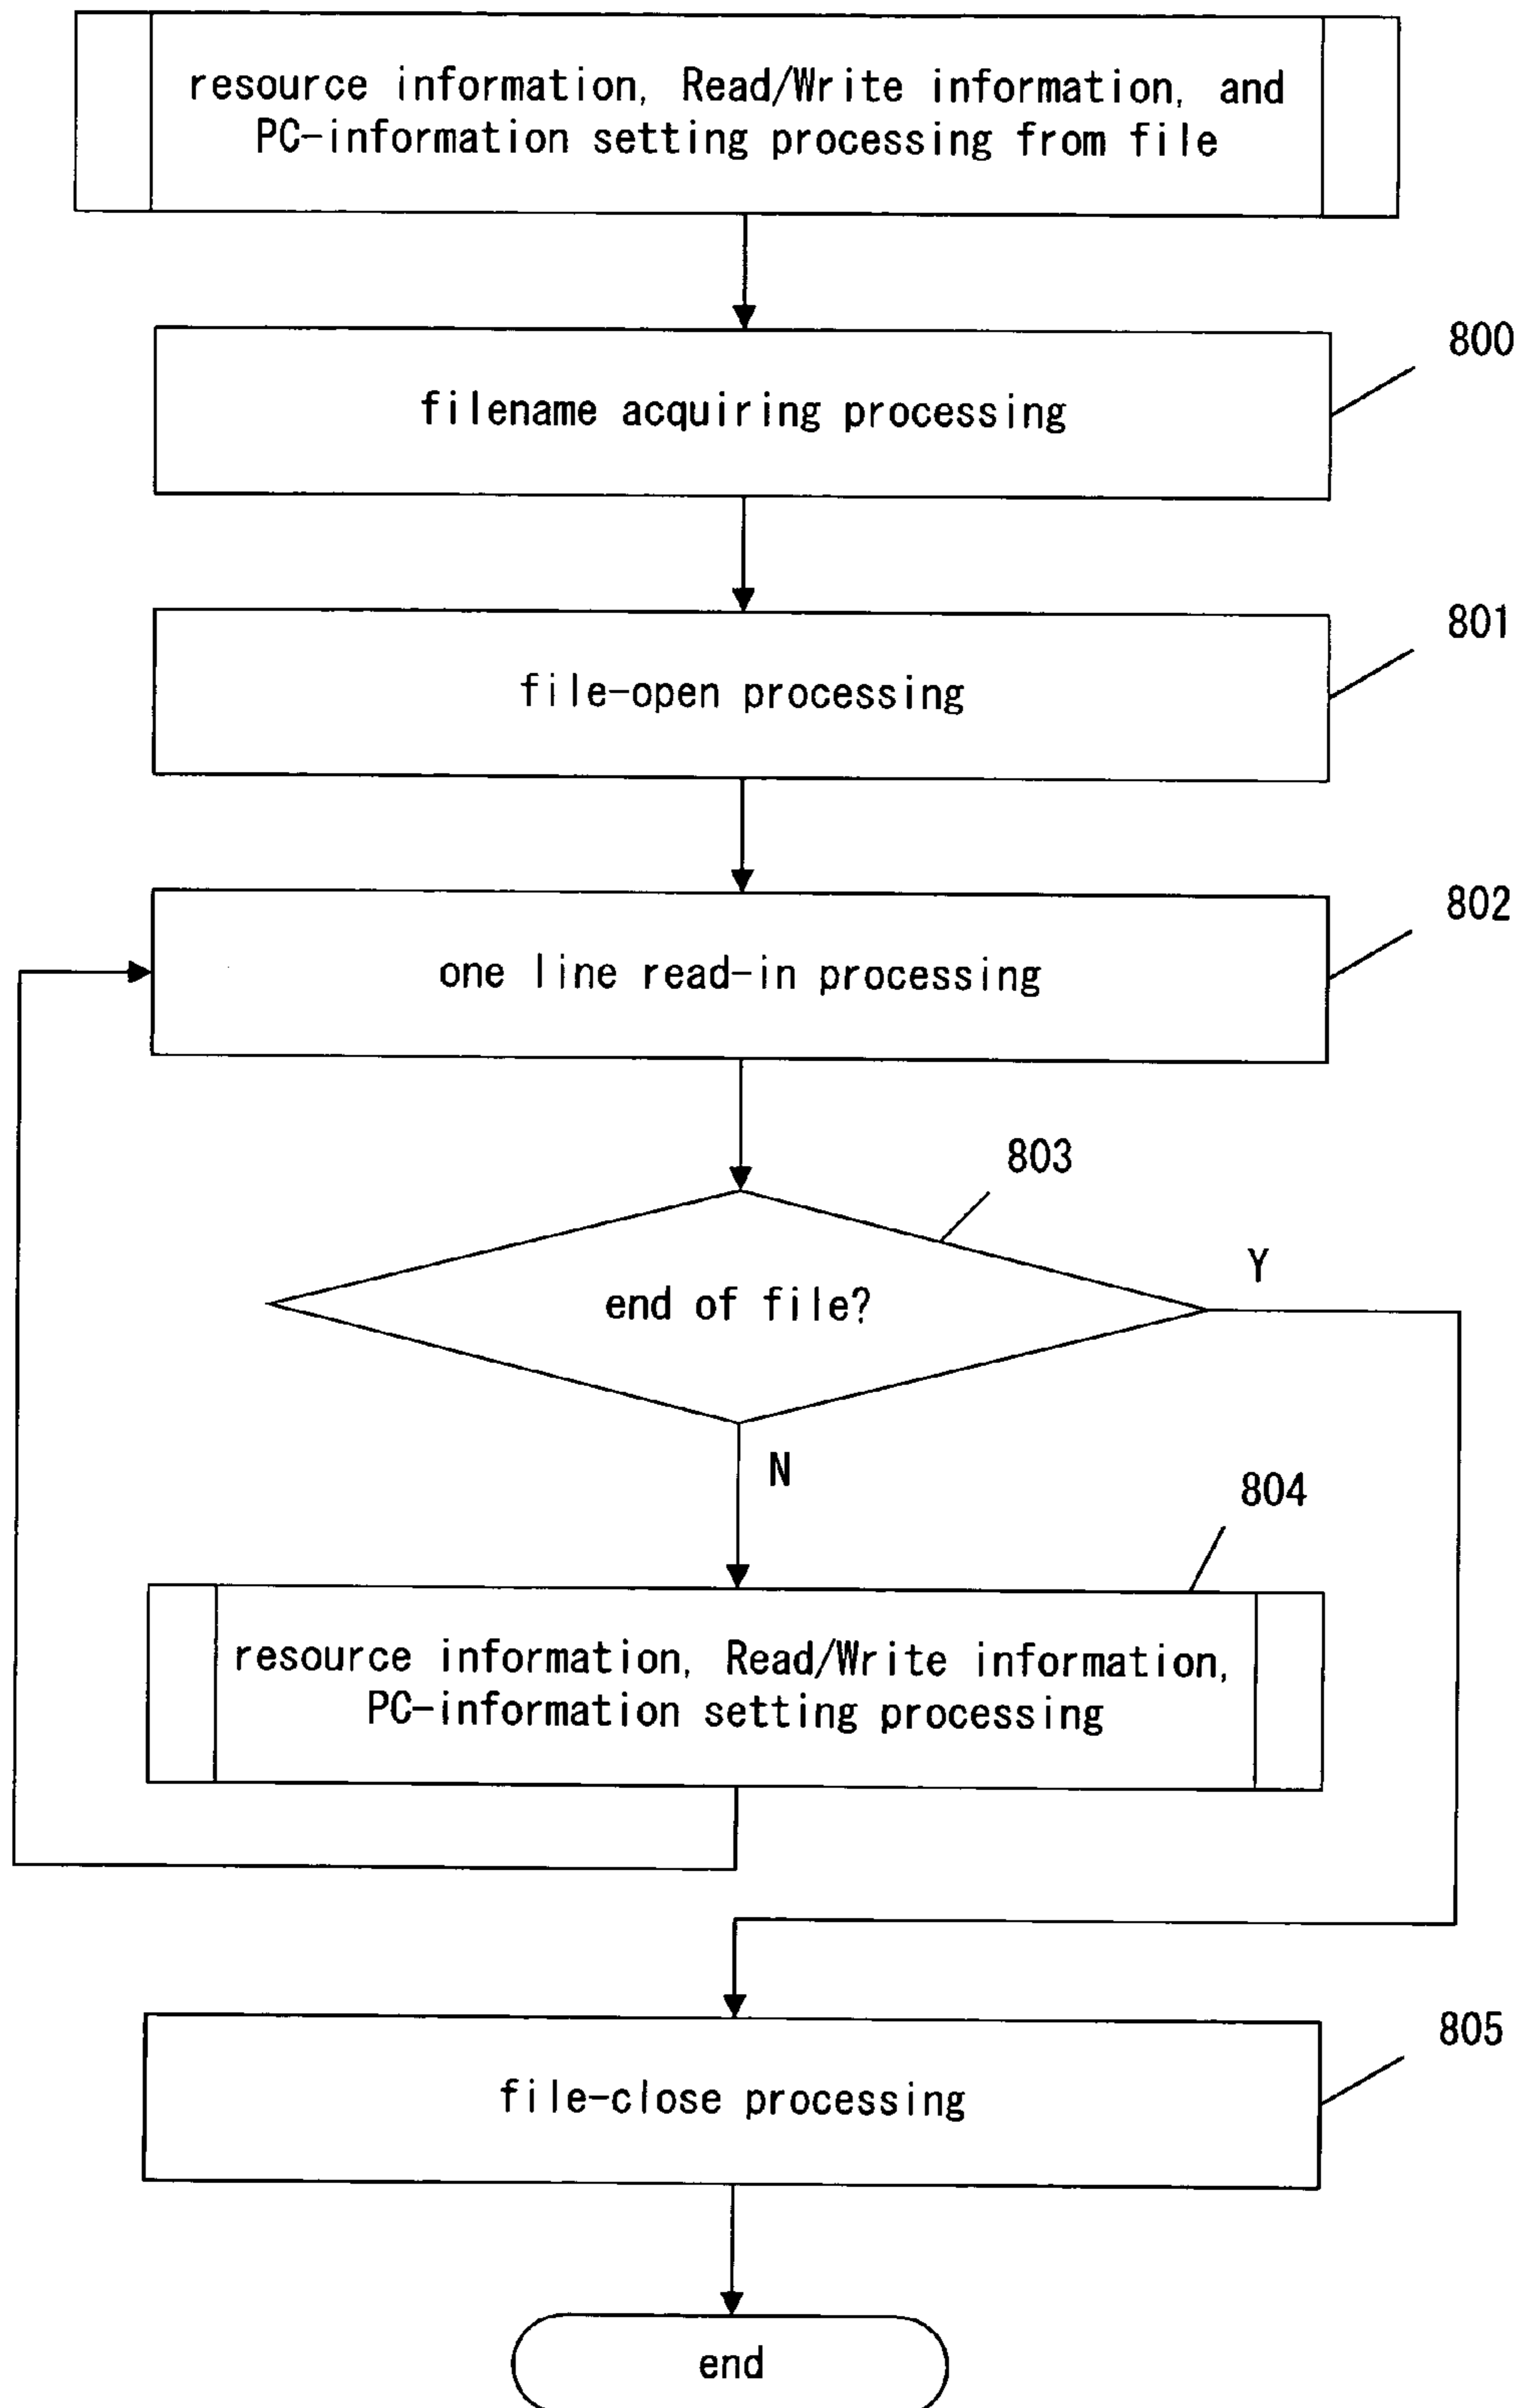 resource information, Read/Write information, and
PC-information setting processing from file
800
filename acquiring processing
801
file-open processing
802
one line read-in processing
803
Y
end of file?
N
804
resource information, Read/Write information,
PC-information setting processing
805
file-close processing
end